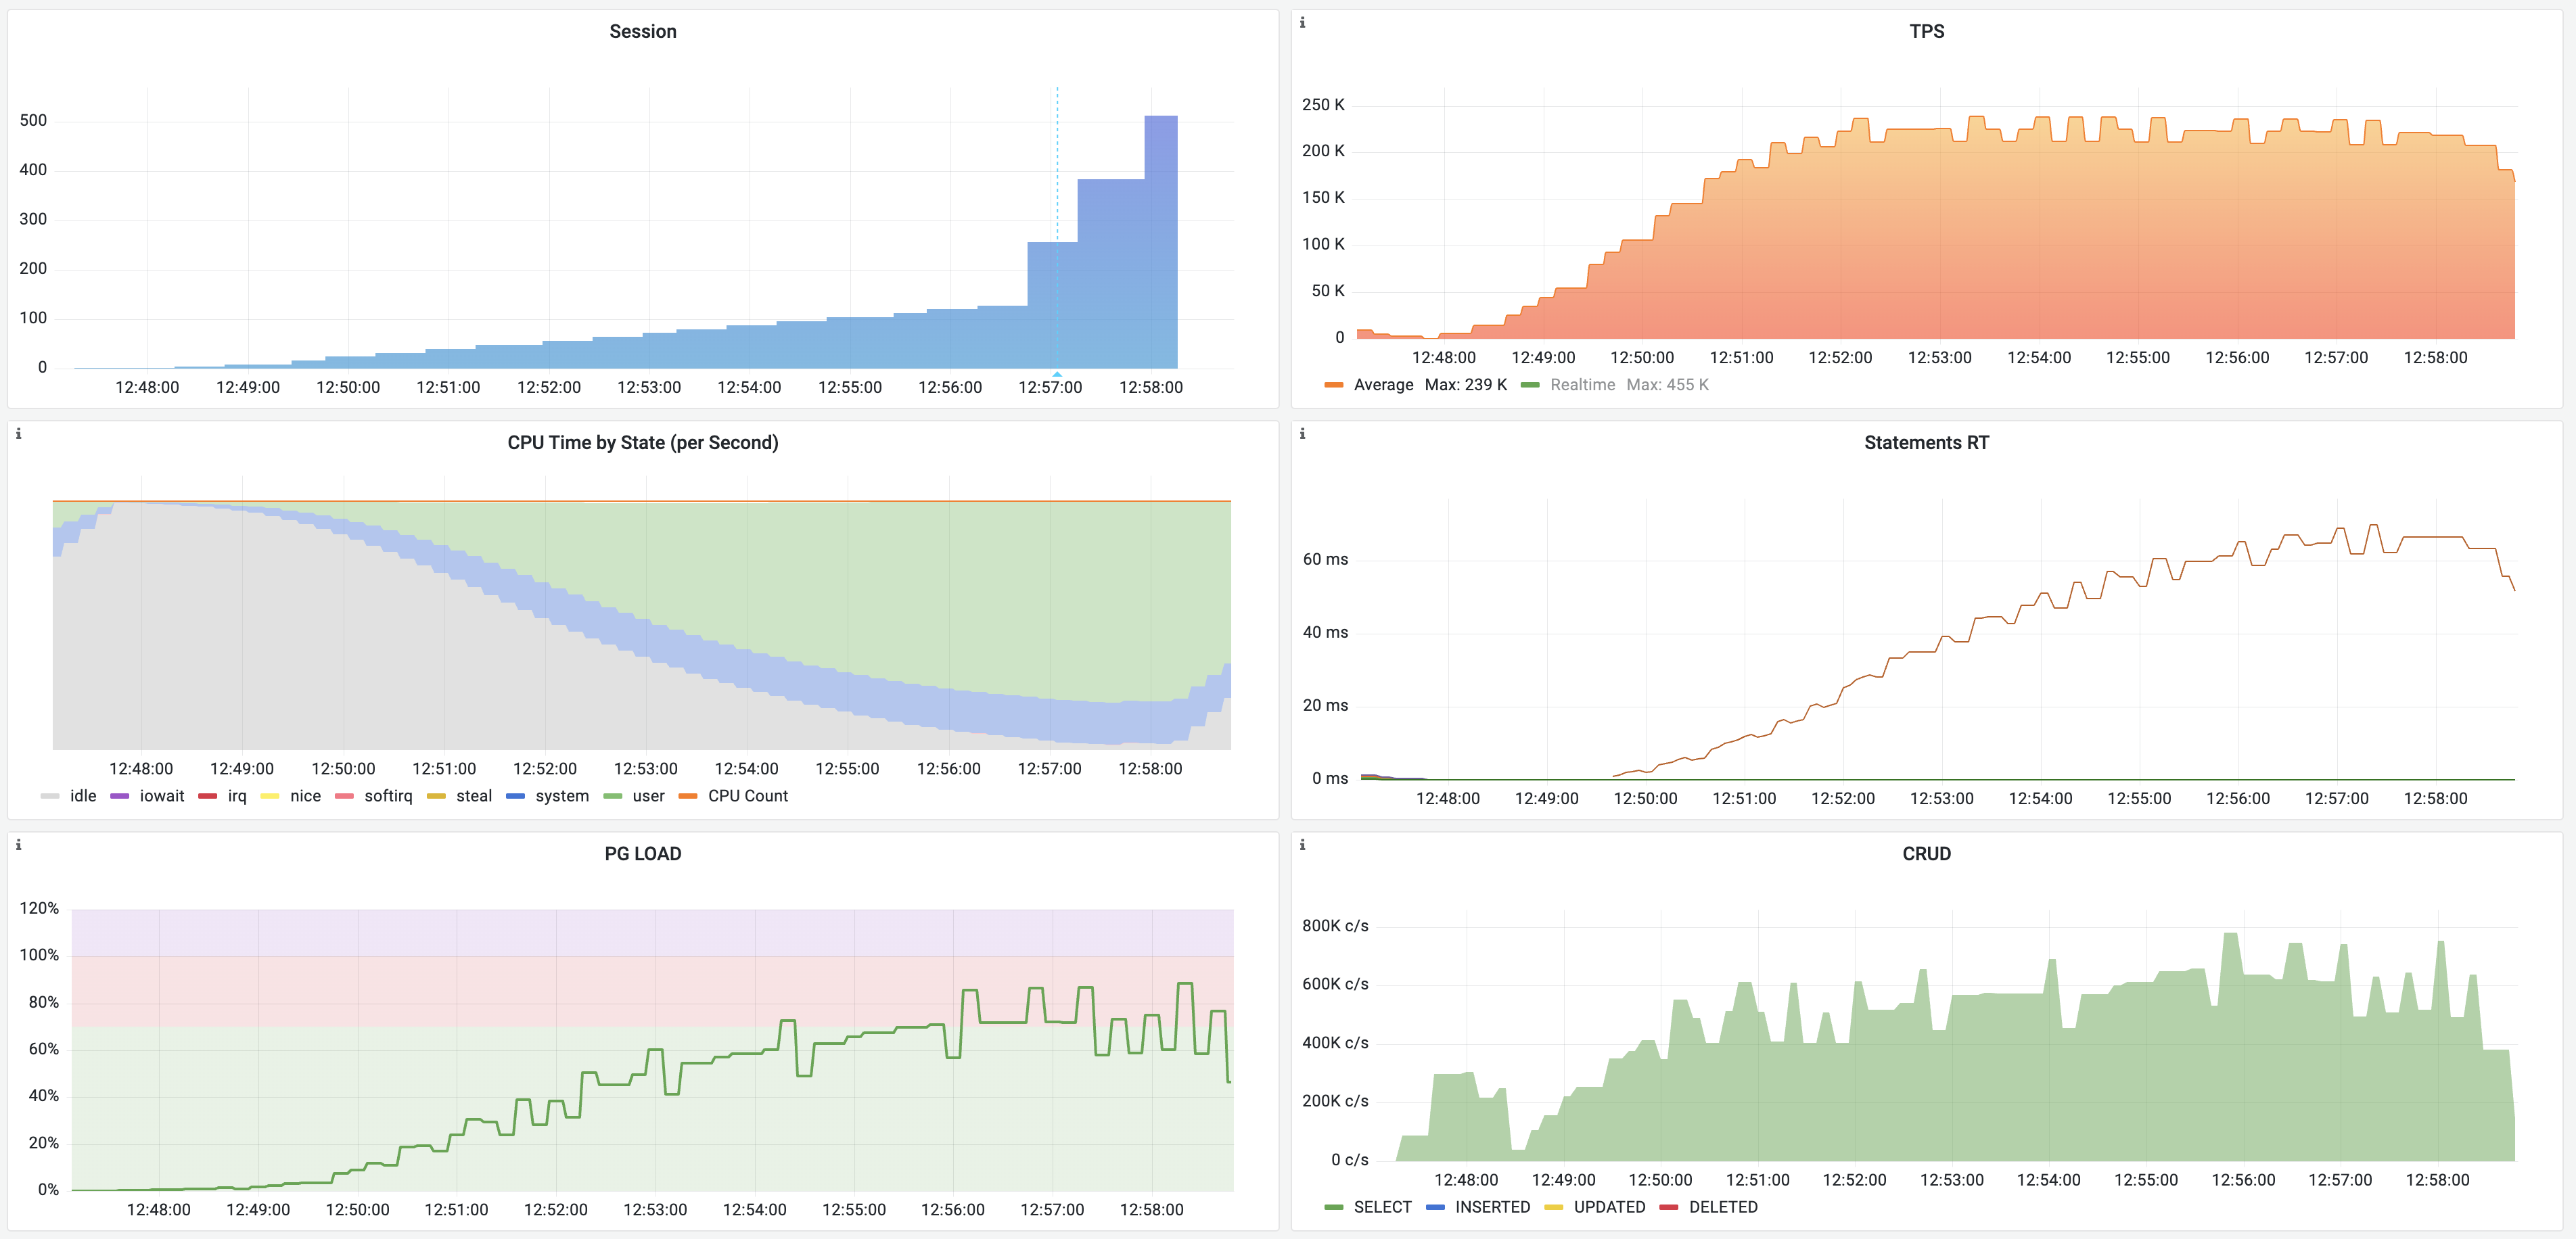 Session
500
400
300
200
100
0
12:48:00 12:49:00 12:50:00 12:51:00 12:52:00 12:53:00 12:54:00 12:55:00 12:56:00 12:57:00 12:58:00
i
TPS
250 K
200 K
150 K
100 K
50 K
0
12:48:00 12:49:00 12:50:00 12:51:00 12:52:00 12:53:00 12:54:00 12:55:00 12:56:00 12:57:00 12:58:00
Average Max: 239 K Realtime Max: 455 K
i
CPU Time by State (per Second)
12:48:00 12:49:00 12:50:00 12:51:00 12:52:00 12:53:00 12:54:00 12:55:00 12:56:00 12:57:00 12:58:00
idle iowait irq nice softirq steal system user CPU Count
i
Statements RT
60 ms
40 ms
20 ms
0 ms
12:48:00 12:49:00 12:50:00 12:51:00 12:52:00 12:53:00 12:54:00 12:55:00 12:56:00 12:57:00 12:58:00
i
PG LOAD
120%
100%
80%
60%
40%
20%
0%
12:48:00 12:49:00 12:50:00 12:51:00 12:52:00 12:53:00 12:54:00 12:55:00 12:56:00 12:57:00 12:58:00
i
CRUD
800K c/s
600K c/s
400K c/s
200K c/s
0 c/s
12:48:00 12:49:00 12:50:00 12:51:00 12:52:00 12:53:00 12:54:00 12:55:00 12:56:00 12:57:00 12:58:00
SELECT INSERTED UPDATED DELETED